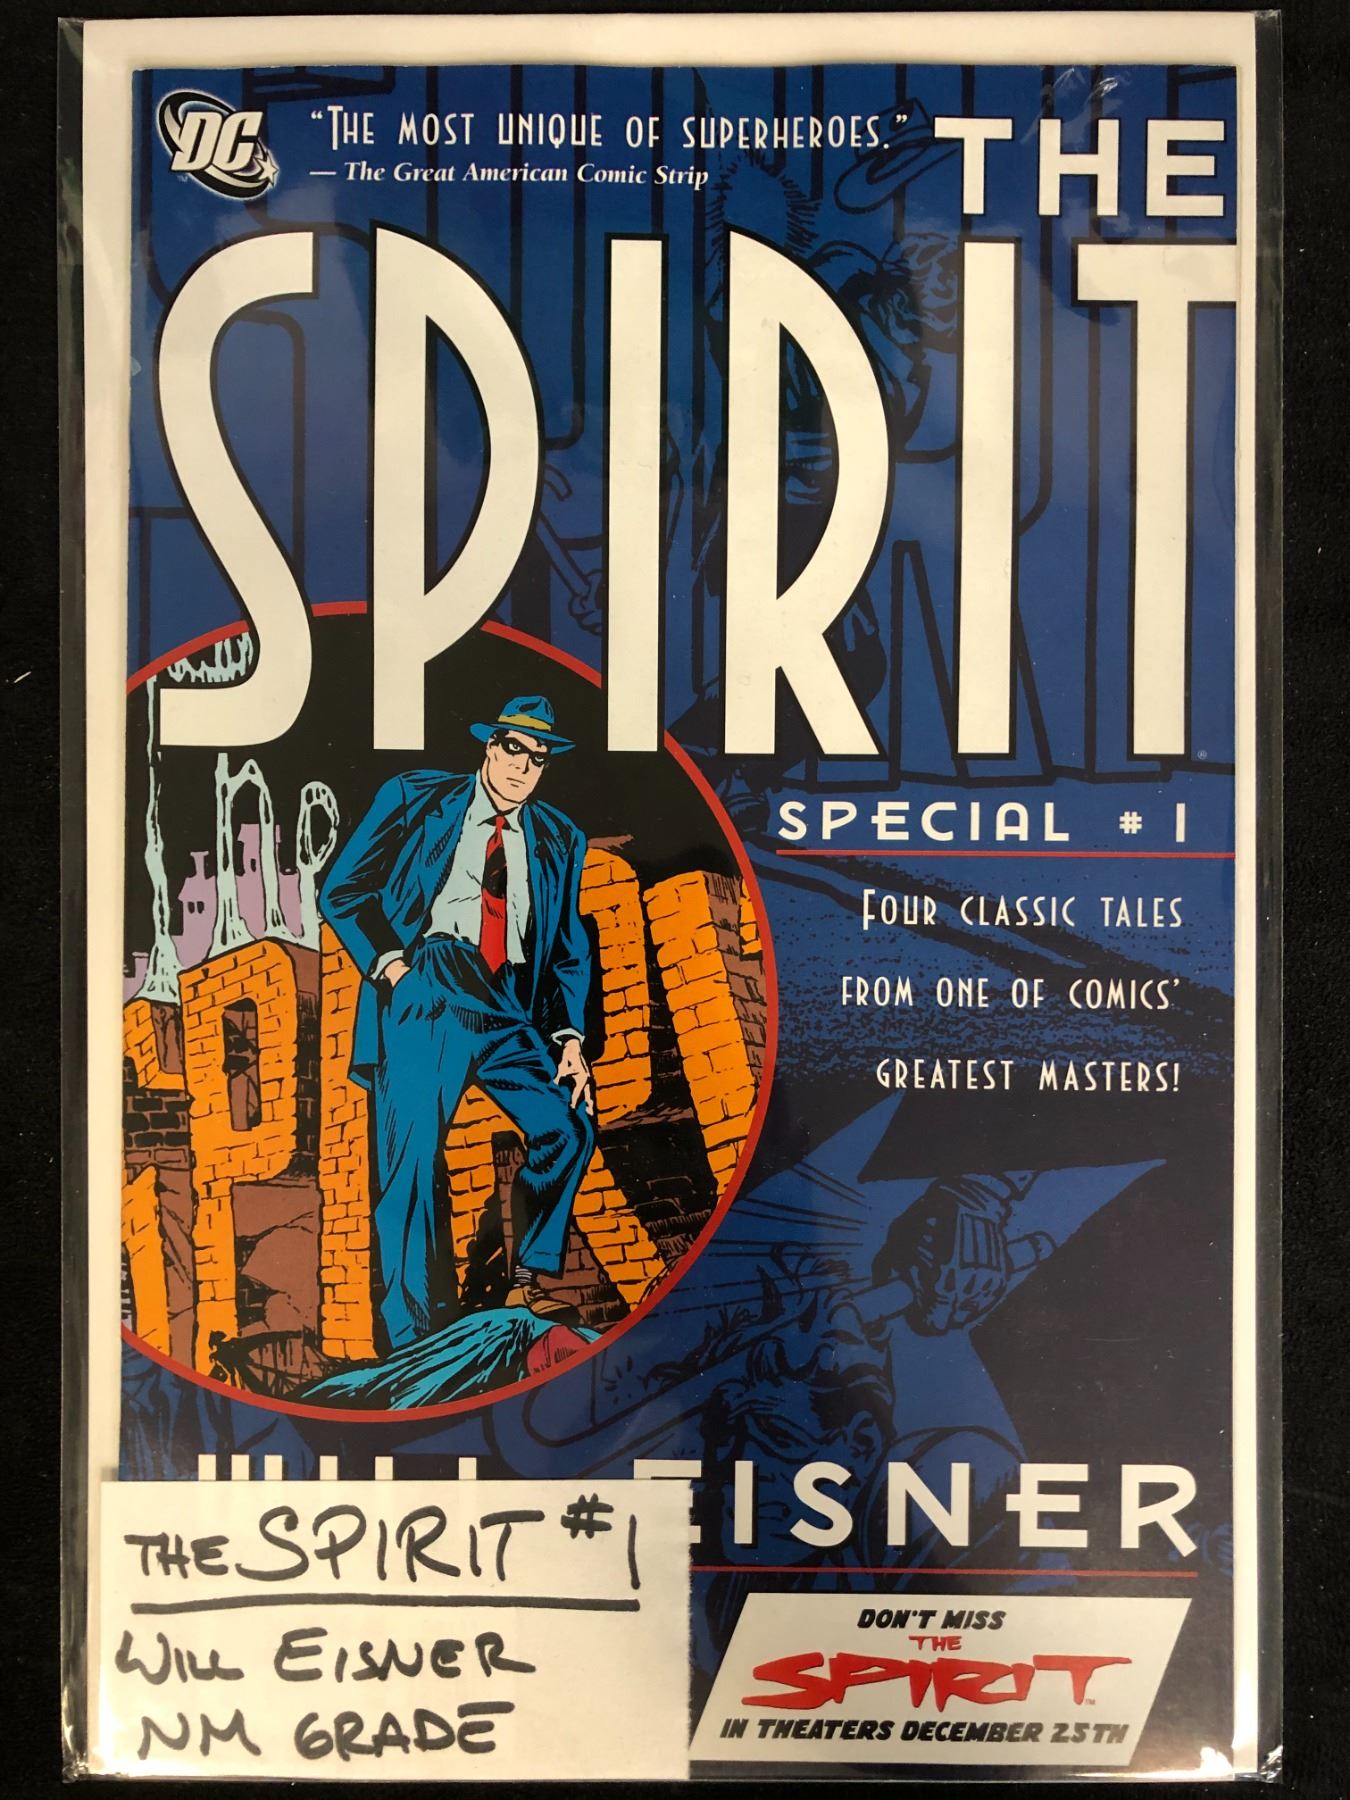 DC
"THE MOST UNIQUE OF SUPERHEROES."
— The Great American Comic Strip
THE
SPIRIT
SPECIAL #1
FOUR CLASSIC TALES
FROM ONE OF COMICS'
GREATEST MASTERS!
WILL EISNER
THE SPIRIT #1
WILL EISNER
NM GRADE
DON'T MISS
THE
SPIRIT
IN THEATERS DECEMBER 25TH